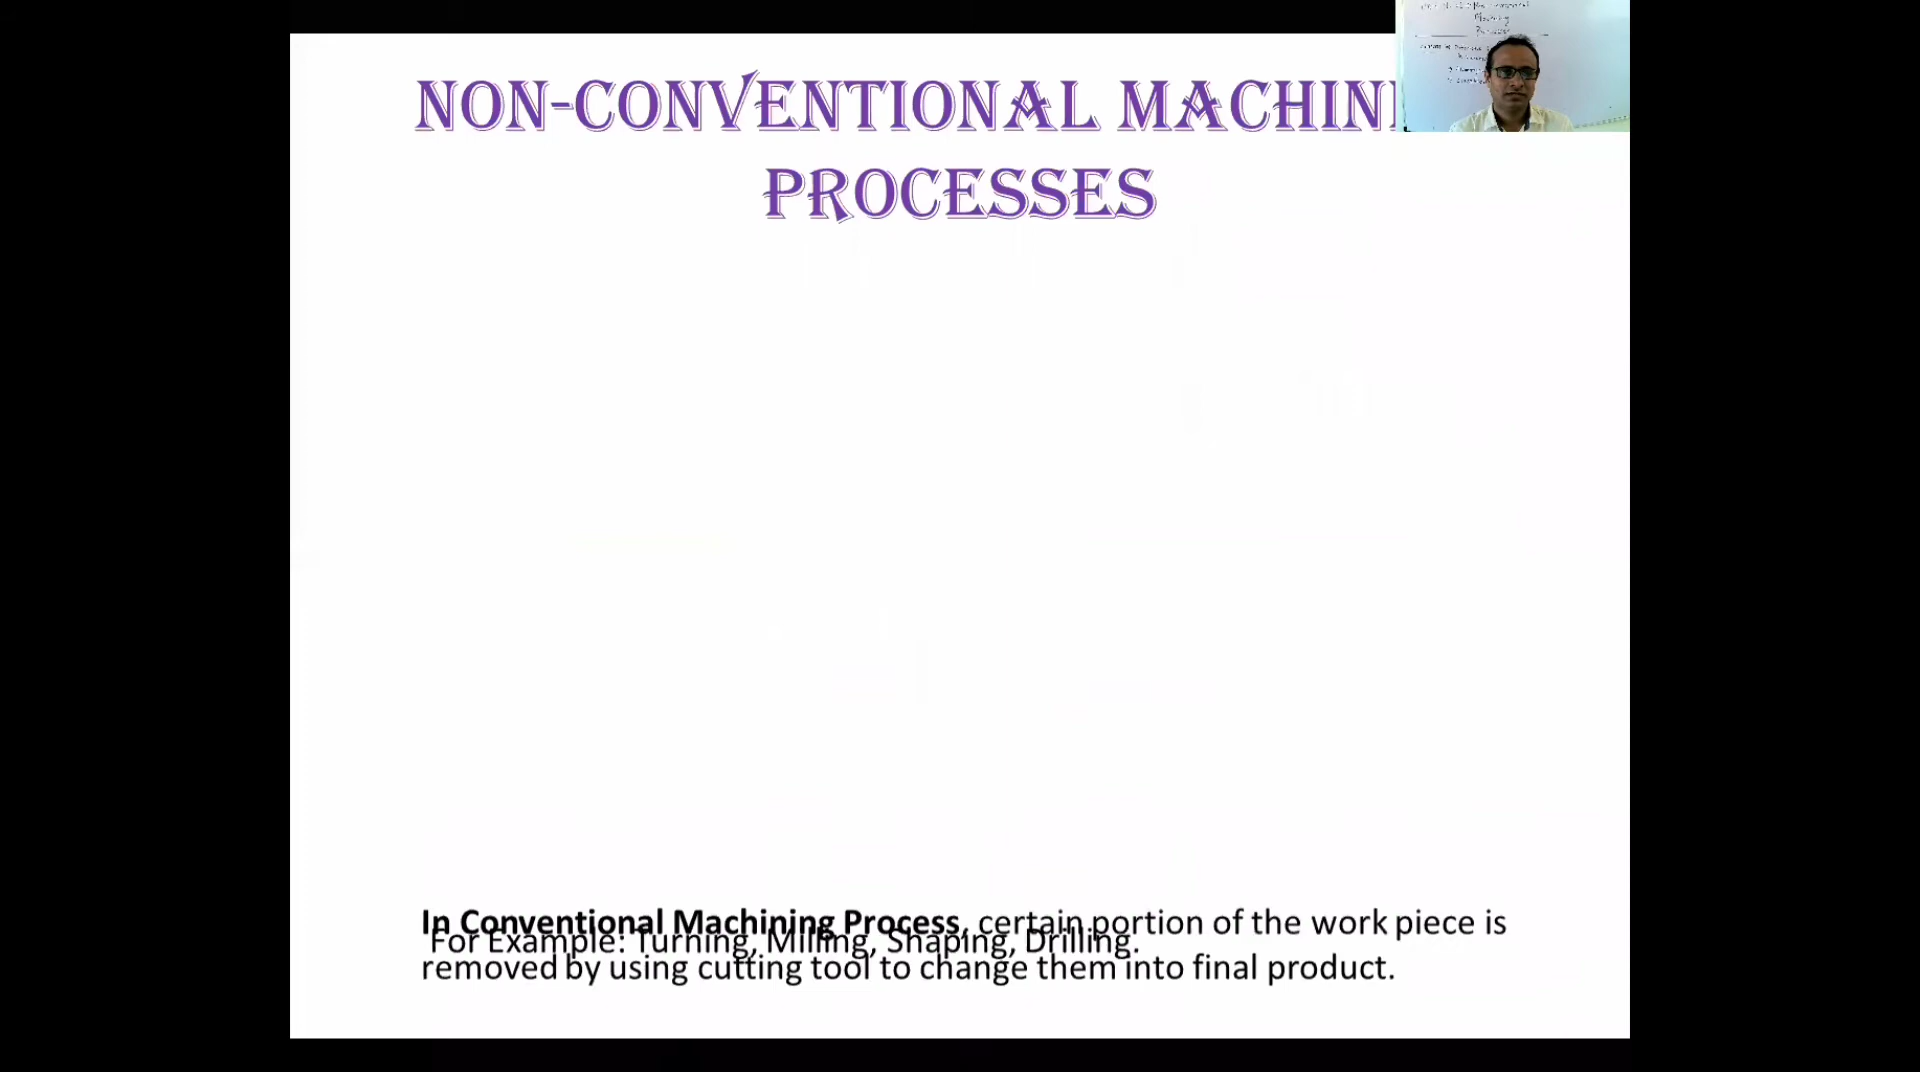 NON-CONVENTIONAL MACHINI
PROCESSES
In Conventional Machining Process, certain portion of the work piece is
For Example: Turning, Milling, Shaping, Drilling.
removed by using cutting tool to change them into final product.